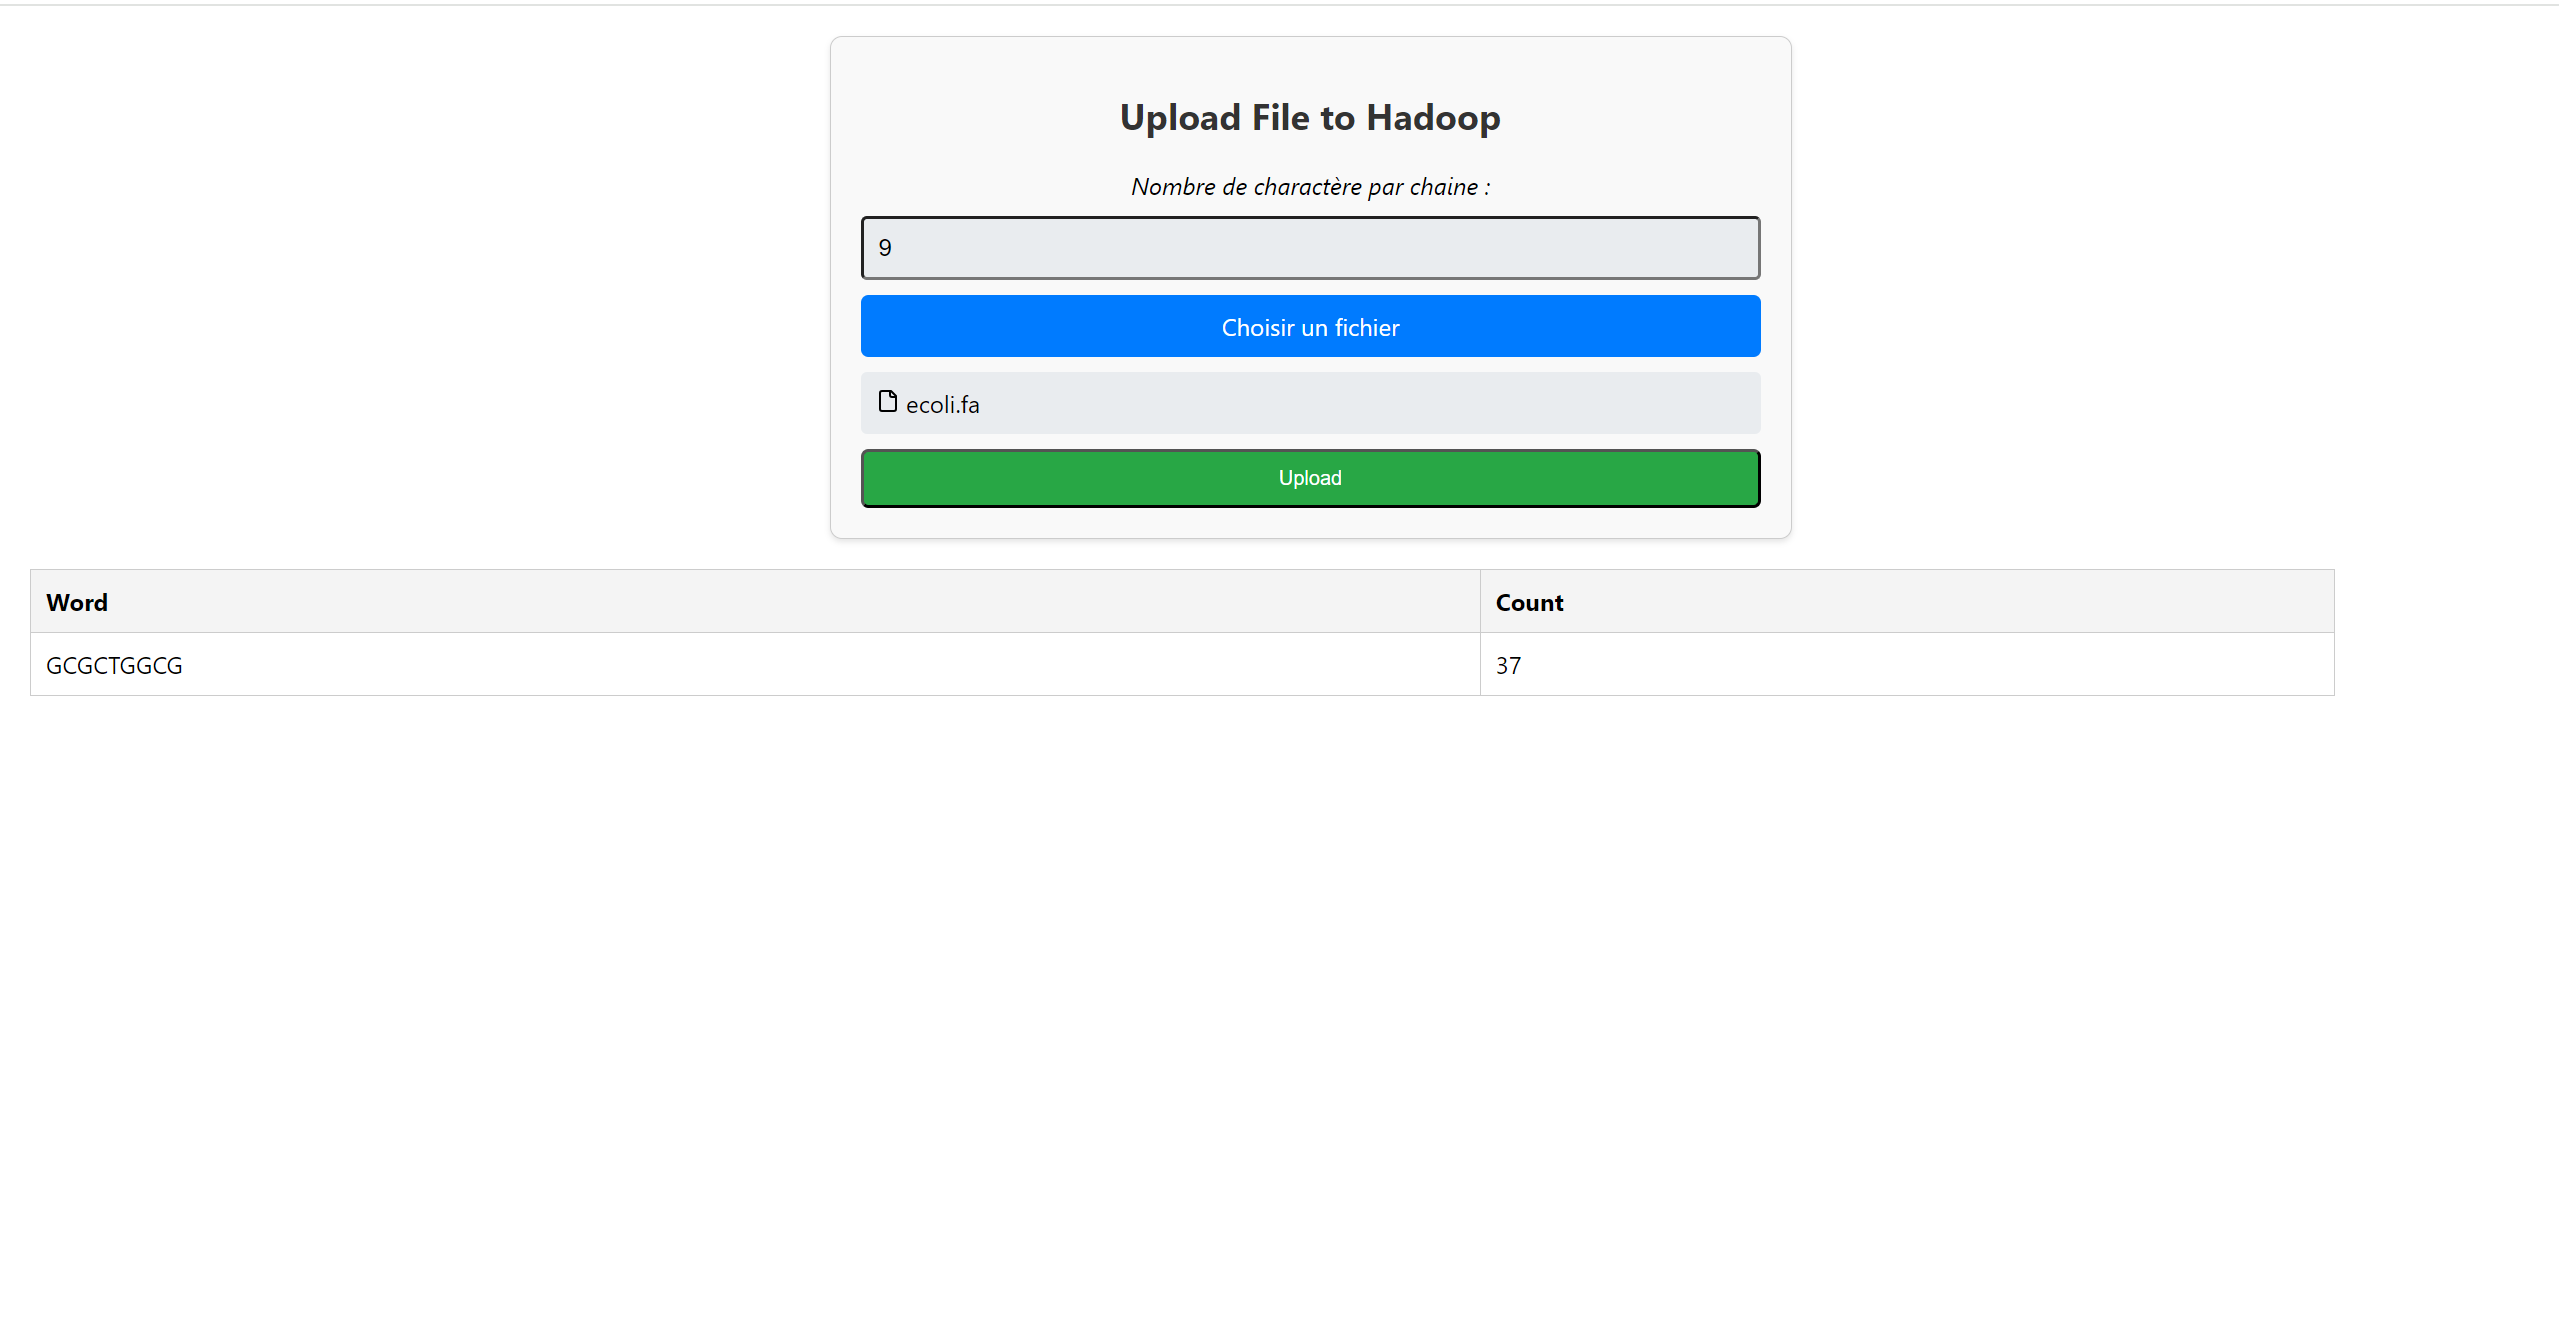 Upload File to Hadoop
Nombre de charactère par chaine :
9
Choisir un fichier
ecoli.fa
Upload
Word Count
GCGCTGGCG 37